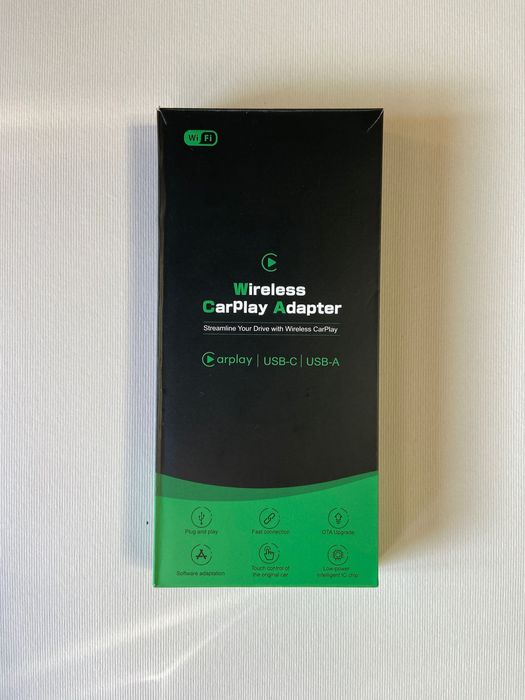 WiFi
Wireless
CarPlay Adapter
Streamline Your Drive with Wireless CarPlay
Carplay | USB-C | USB-A
Plug and play
Fast connection
OTA Upgrade
Software adaptation
Touch control of
the original car
Low-power
intelligent IC chip